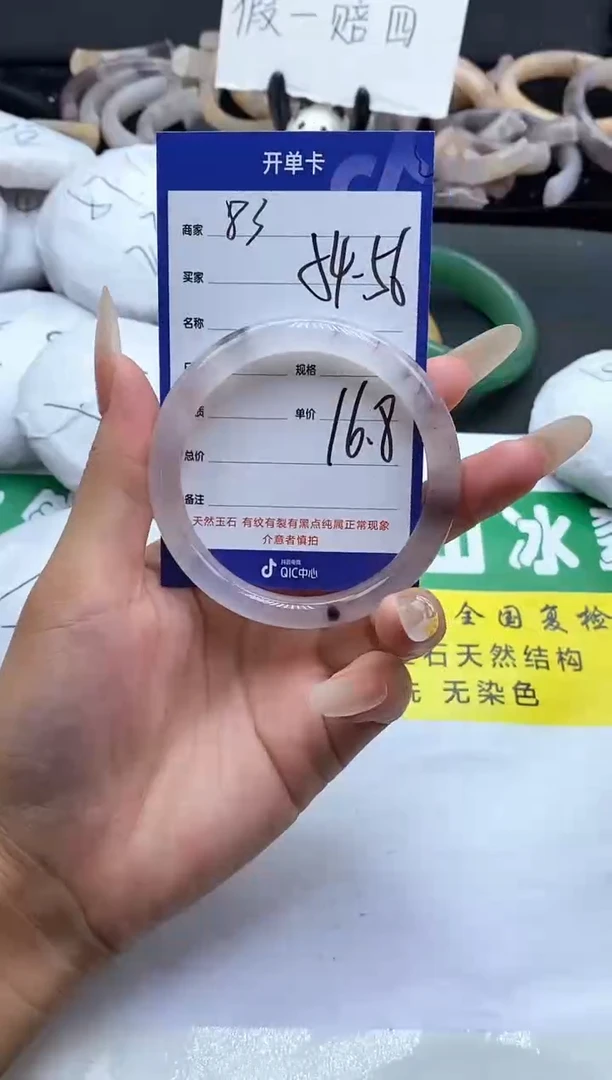 假一赔四
开单卡
商家 83
买家 54-56
名称
规格
单价 16.8
总价
备注
天然玉石 有纹有裂有黑点纯属正常现象
介意者慎拍
抖音电商
QIC中心
山冰
全国复检
石天然结构
无染色